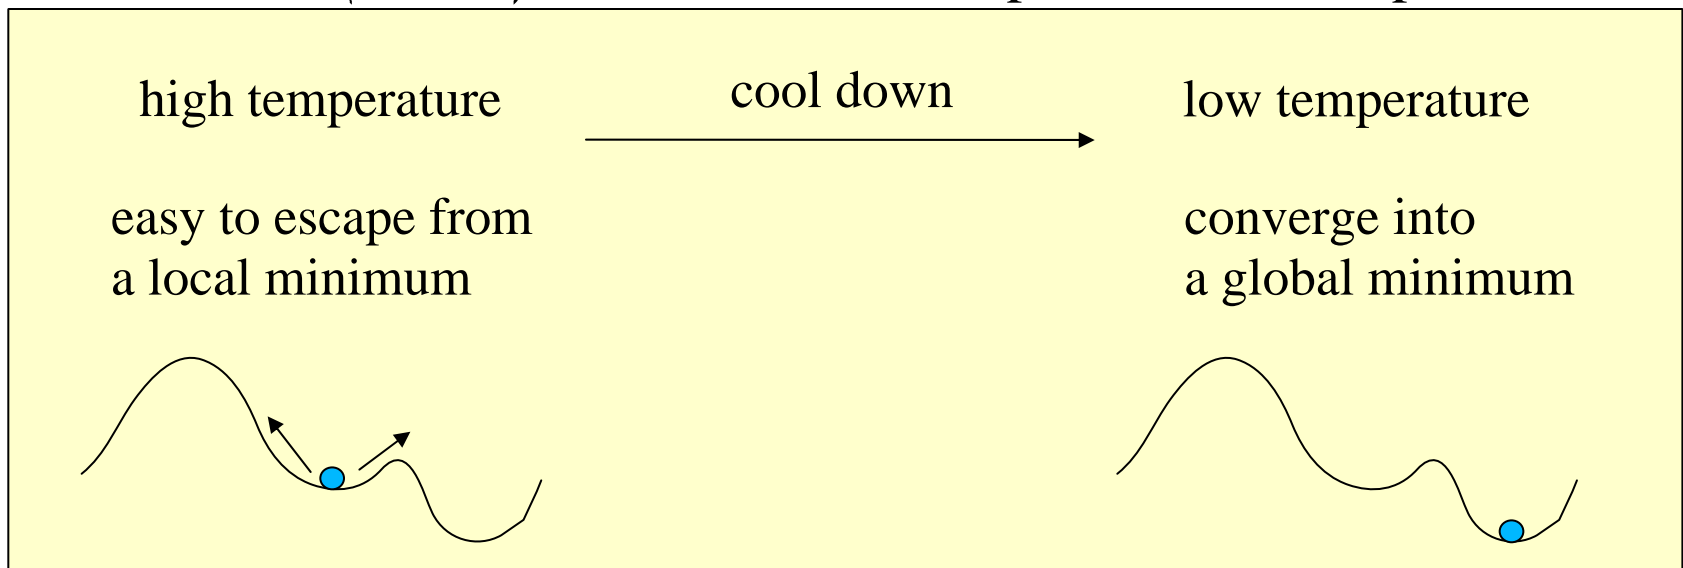 high temperature
cool down
low temperature
easy to escape from
a local minimum
converge into
a global minimum